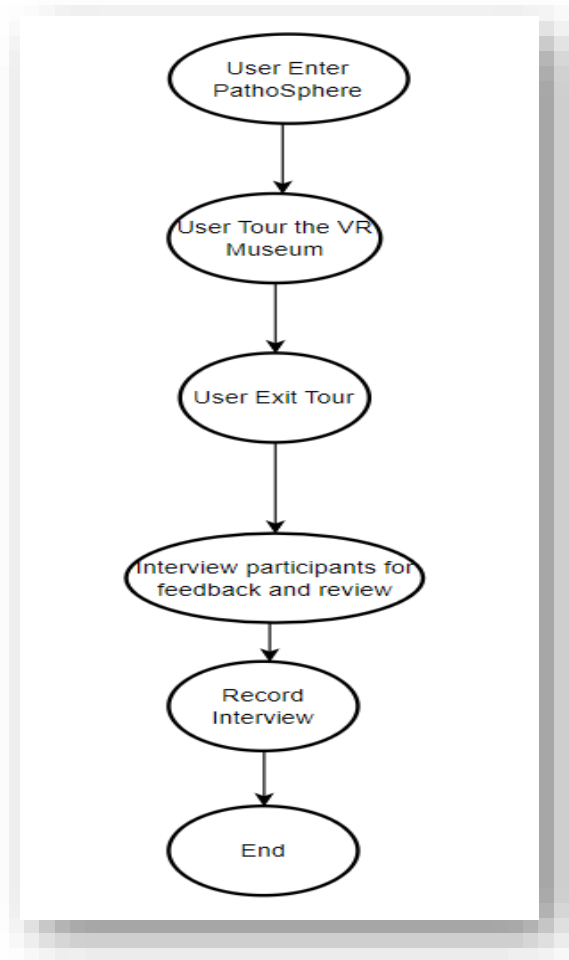 User Enter
PathoSphere
User Tour the VR
Museum
User Exit Tour
Interview participants for
feedback and review
Record
Interview
End